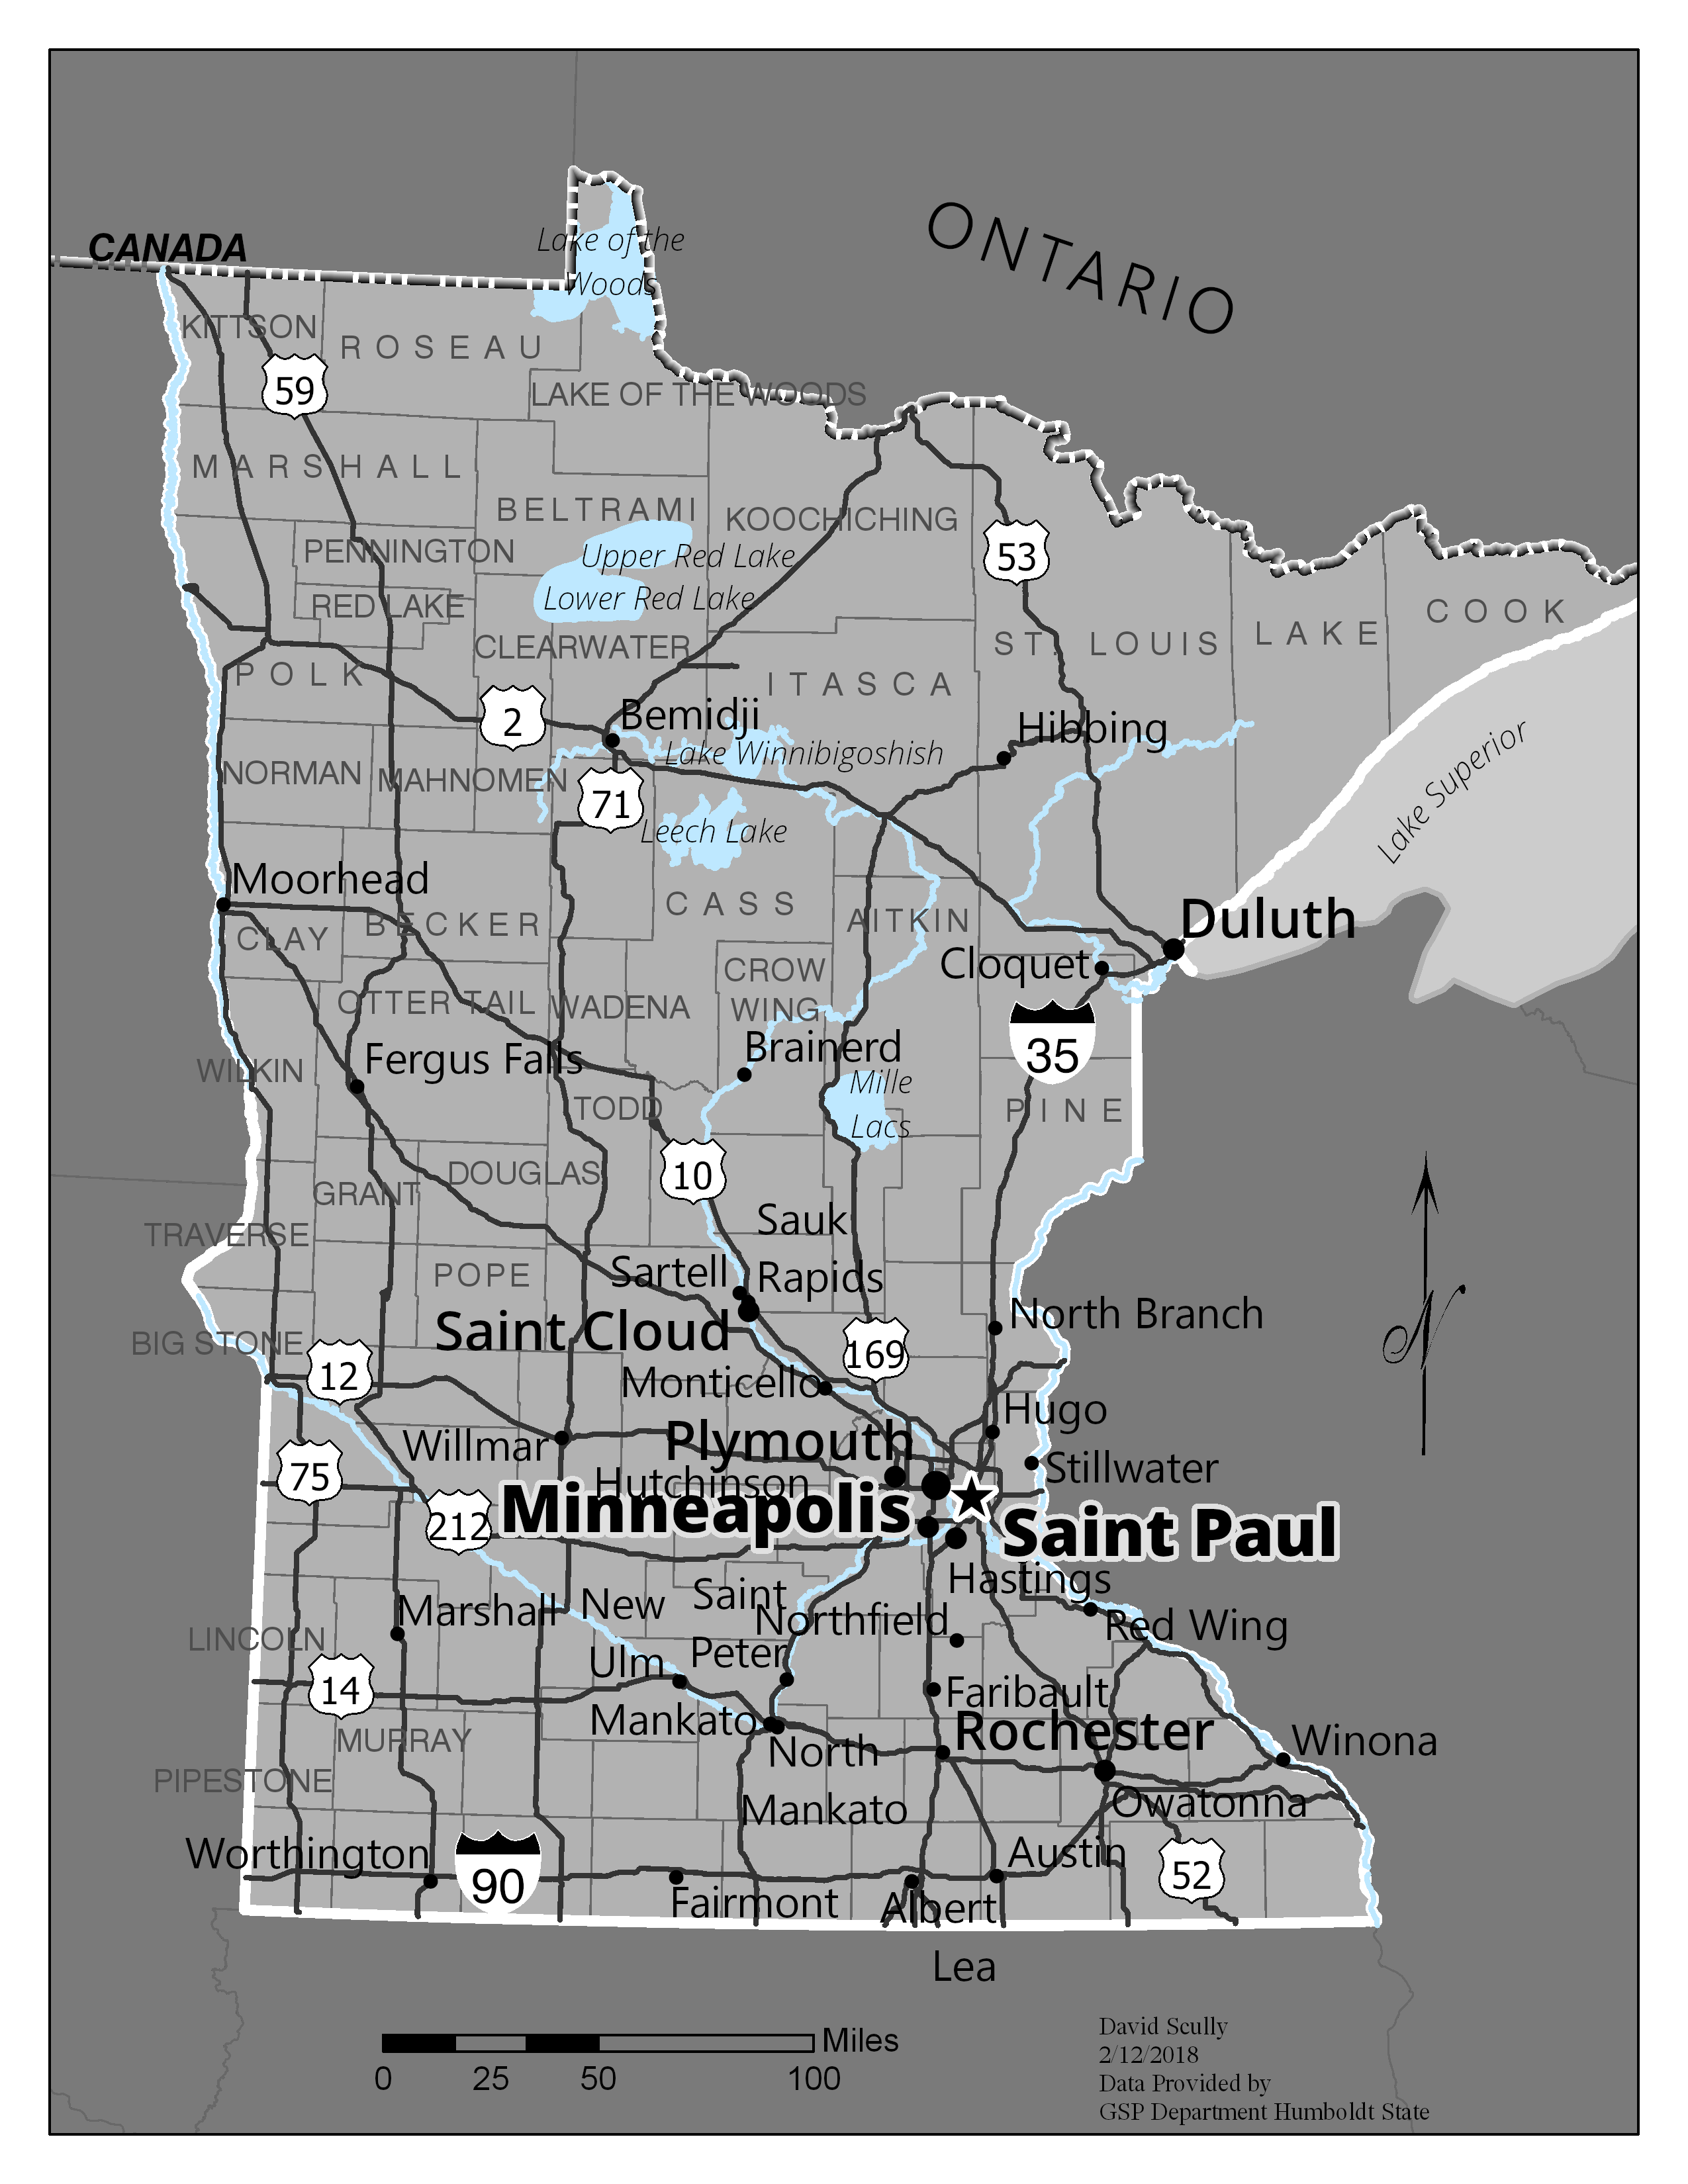 ONTARIO
CANADA
Lake of the
Woods
KITTSON
ROSEAU
59
LAKE OF THE WOODS
MARSHALL
BELTRAMI
KOOCHICHING
PENNINGTON
Upper Red Lake
53
RED LAKE
Lower Red Lake
COOK
CLEARWATER
ST. LOUIS
LAKE
POLK
ITASCA
2
Bemidji
Hibbing
Lake Winnibigoshish
NORMAN
MAHNOMEN
71
Lake Superior
Leech Lake
Moorhead
CASS
AITKIN
Duluth
BECKER
CLAY
Cloquet
CROW
WING
OTTER TAIL
WADENA
Brainerd
35
Fergus Falls
WILKIN
Mille
Lacs
TODD
PINE
DOUGLAS
10
GRANT
Sauk
Rapids
TRAVERSE
POPE
Sartell
North Branch
N
Saint Cloud
BIG STONE
169
12
Monticello
Hugo
Willmar
Plymouth
Stillwater
75
Hutchinson
Minneapolis
212
Saint Paul
Hastings
Marshall
New
Ulm
Saint
Peter
Northfield
Red Wing
LINCOLN
14
Faribault
Mankato
Rochester
MURRAY
North
Mankato
Winona
PIPESTONE
Owatonna
Worthington
90
Austin
52
Fairmont
Albert
Lea
Miles
0 25 50 100
David Scully
2/12/2018
Data Provided by
GSP Department Humboldt State